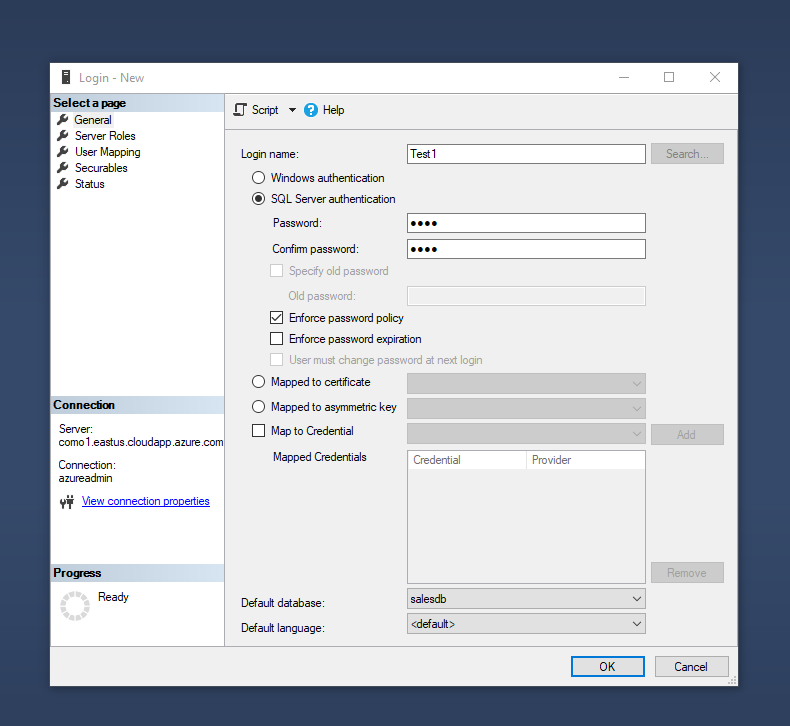 Login - New
Select a page
General
Server Roles
User Mapping
Securables
Status
Connection
Server:
como1.eastus.cloudapp.azure.com
Connection:
azureadmin
View connection properties
Progress
Ready
Script
Help
Login name:
Test1
Search...
Windows authentication
SQL Server authentication
Password:
●●●●
Confirm password:
●●●●
Specify old password
Old password:
Enforce password policy
Enforce password expiration
User must change password at next login
Mapped to certificate
Mapped to asymmetric key
Map to Credential
Add
Mapped Credentials
Credential Provider
Remove
Default database:
salesdb
Default language:
<default>
OK
Cancel